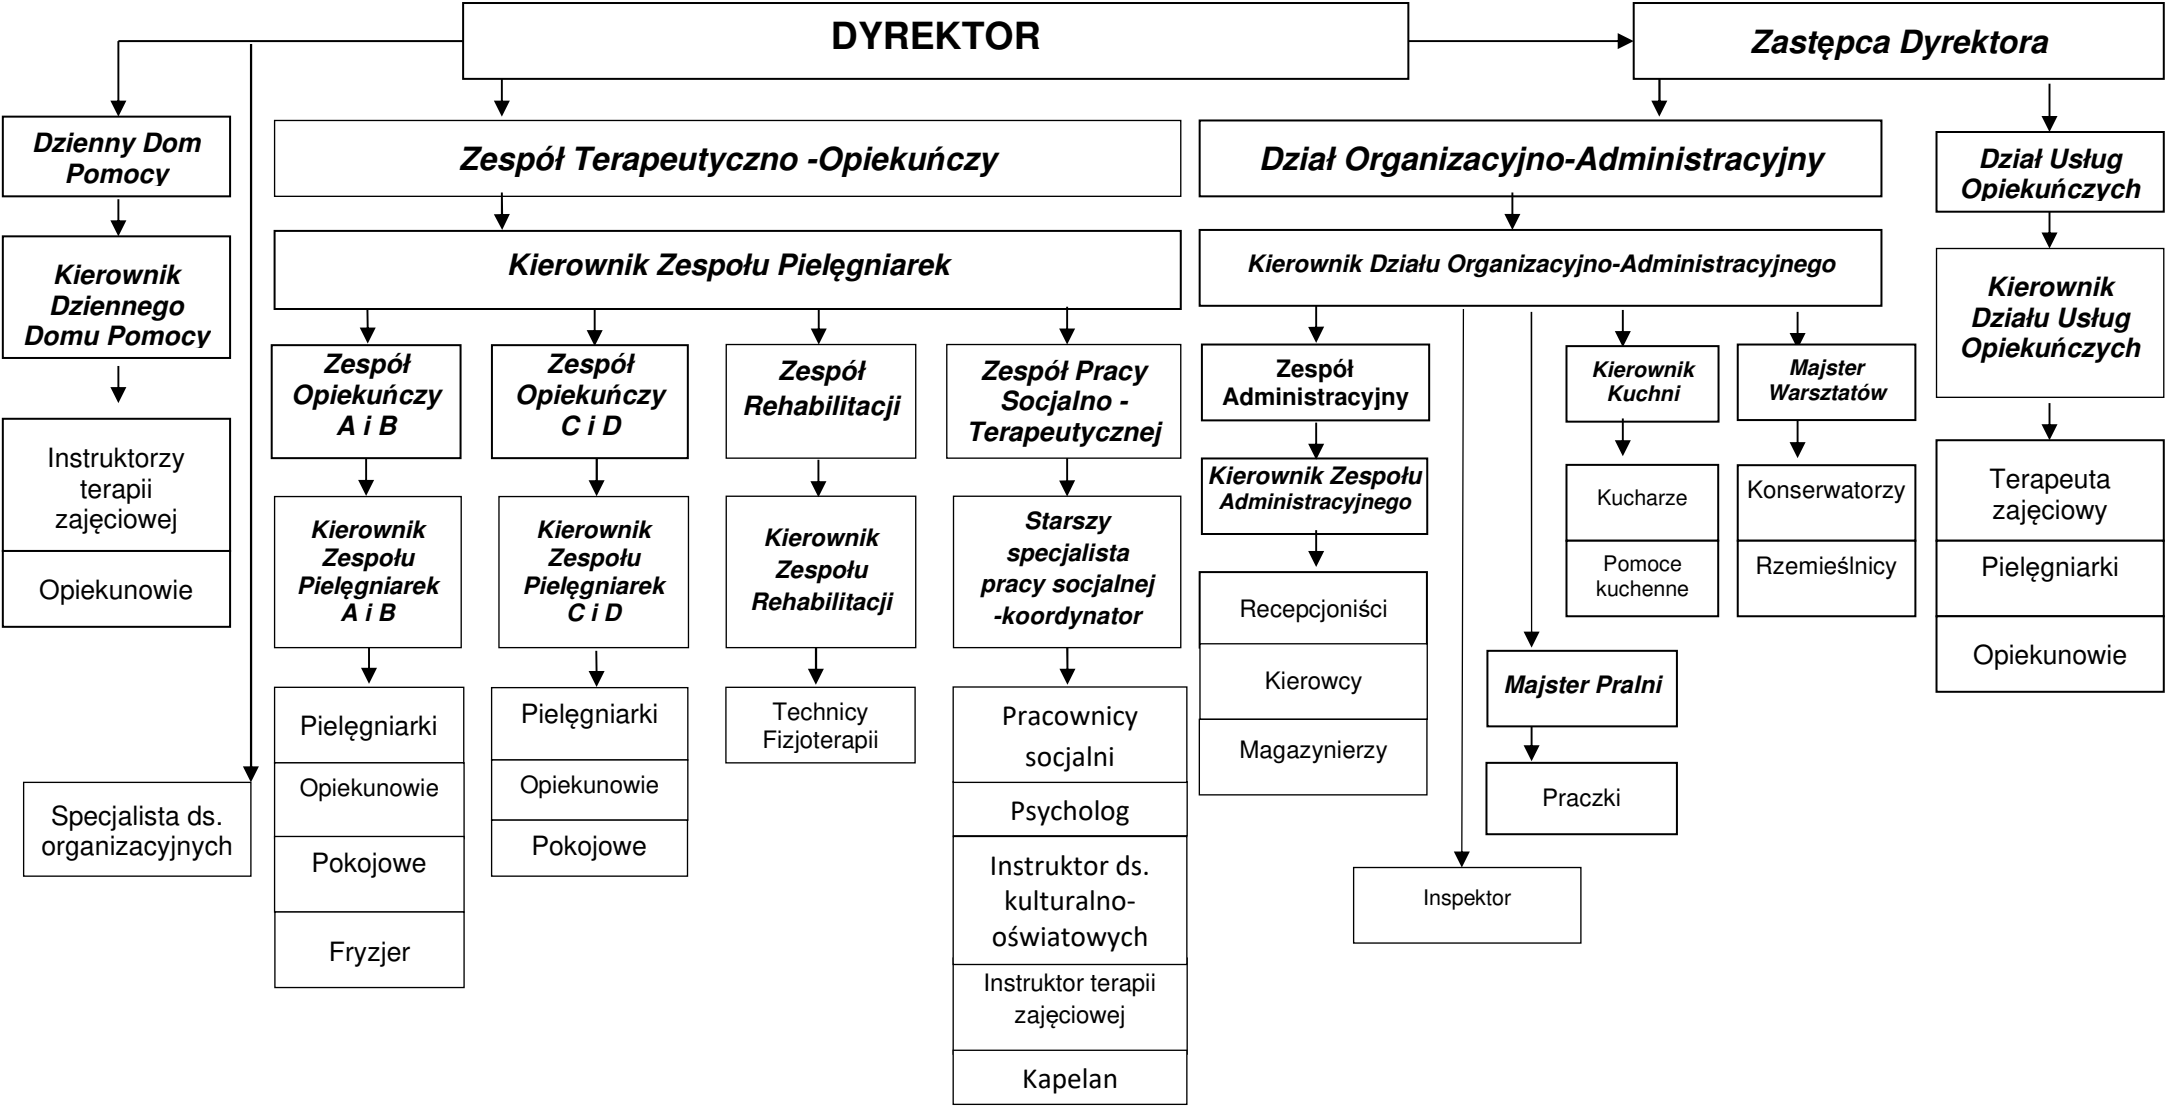 DYREKTOR
Zastępca Dyrektora
Dzienny Dom
Pomocy
Kierownik
Dziennego
Domu Pomocy
Instruktorzy
terapii
zajęciowej
Opiekunowie
Specjalista ds.
organizacyjnych
Zespół Terapeutyczno -Opiekuńczy
Kierownik Zespołu Pielęgniarek
Zespół
Opiekuńczy
A i B
Kierownik
Zespołu
Pielęgniarek
A i B
Pielęgniarki
Opiekunowie
Pokojowe
Fryzjer
Zespół
Opiekuńczy
C i D
Kierownik
Zespołu
Pielęgniarek
C i D
Pielęgniarki
Opiekunowie
Pokojowe
Zespół
Rehabilitacji
Kierownik
Zespołu
Rehabilitacji
Technicy
Fizjoterapii
Zespół Pracy
Socjalno -
Terapeutycznej
Starszy
specjalista
pracy socjalnej
-koordynator
Pracownicy
socjalni
Psycholog
Instruktor ds.
kulturalno-
oświatowych
Instruktor terapii
zajęciowej
Kapelan
Dział Organizacyjno-Administracyjny
Kierownik Działu Organizacyjno-Administracyjnego
Zespół
Administracyjny
Kierownik Zespołu
Administracyjnego
Recepcjoniści
Kierowcy
Magazynierzy
Inspektor
Majster Pralni
Praczki
Kierownik
Kuchni
Kucharze
Pomoce
kuchenne
Majster
Warsztatów
Konserwatorzy
Rzemieślnicy
Dział Usług
Opiekuńczych
Kierownik
Działu Usług
Opiekuńczych
Terapeuta
zajęciowy
Pielęgniarki
Opiekunowie